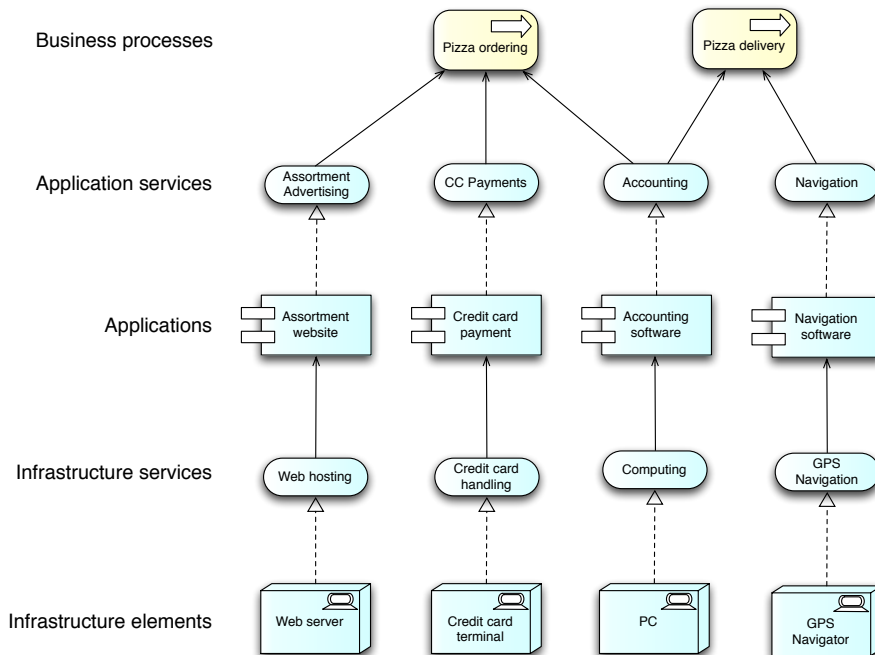 Business processes
Pizza ordering
Pizza delivery
Application services
Assortment
Advertising
CC Payments
Accounting
Navigation
Applications
Assortment
website
Credit card
payment
Accounting
software
Navigation
software
Infrastructure services
Web hosting
Credit card
handling
Computing
GPS
Navigation
Infrastructure elements
Web server
Credit card
terminal
PC
GPS
Navigator